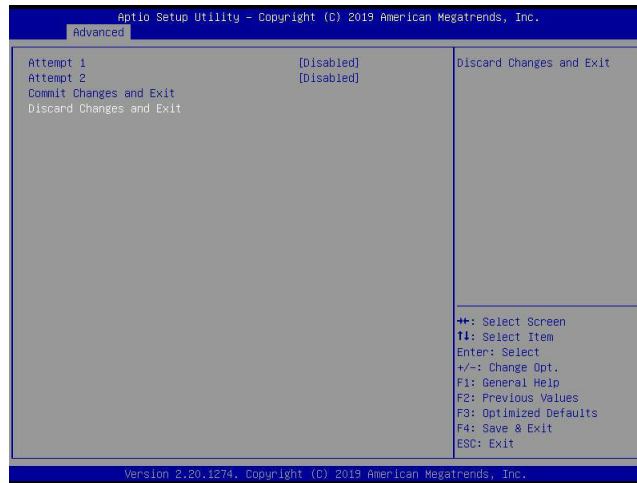 Aptio Setup Utility – Copyright (C) 2019 American Megatrends, Inc.
Advanced
Attempt 1 [Disabled]
Attempt 2 [Disabled]
Commit Changes and Exit
Discard Changes and Exit
Discard Changes and Exit
→←: Select Screen
↑↓: Select Item
Enter: Select
+/-: Change Opt.
F1: General Help
F2: Previous Values
F3: Optimized Defaults
F4: Save & Exit
ESC: Exit
Version 2.20.1274. Copyright (C) 2019 American Megatrends, Inc.